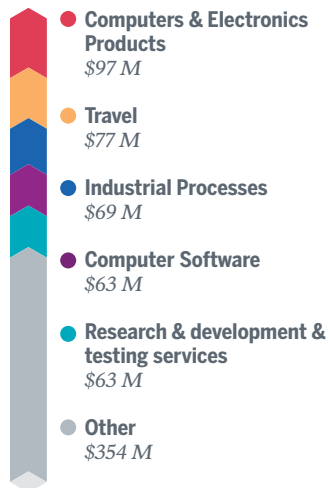 Computers & Electronics
Products
$97 M
Travel
$77 M
Industrial Processes
$69 M
Computer Software
$63 M
Research & development &
testing services
$63 M
Other
$354 M